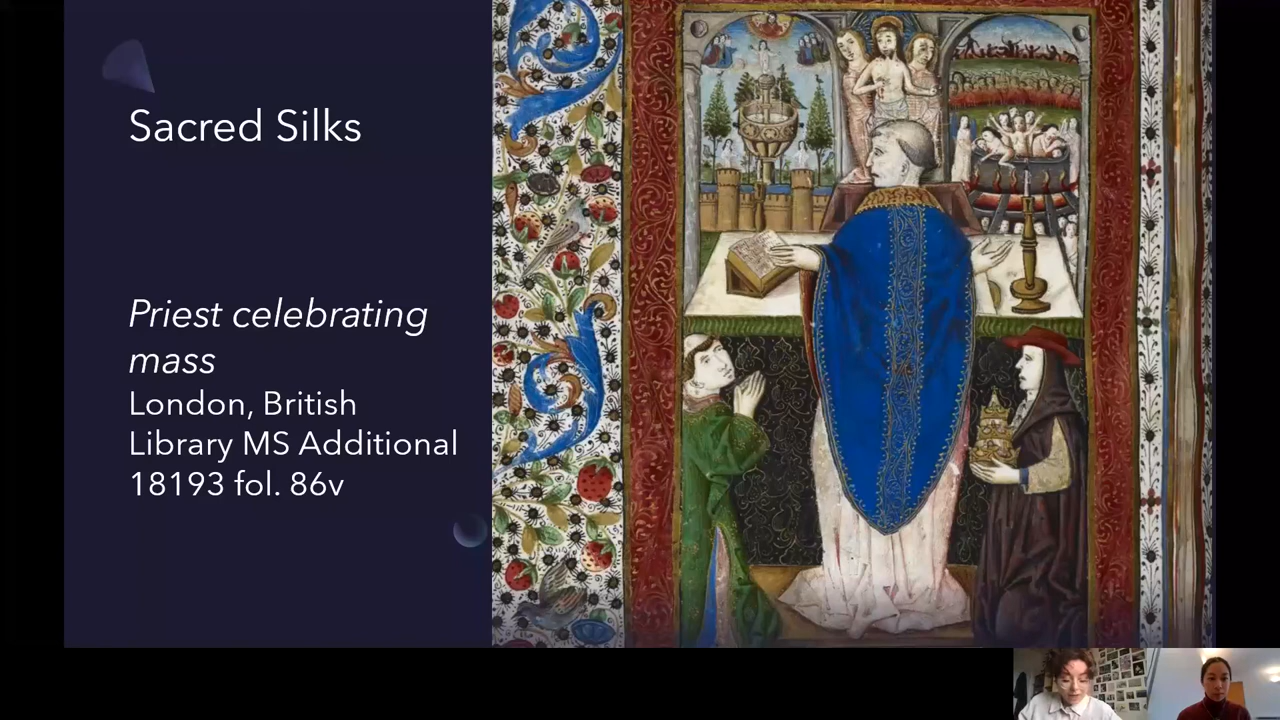 Sacred Silks
Priest celebrating
mass
London, British
Library MS Additional
18193 fol. 86v